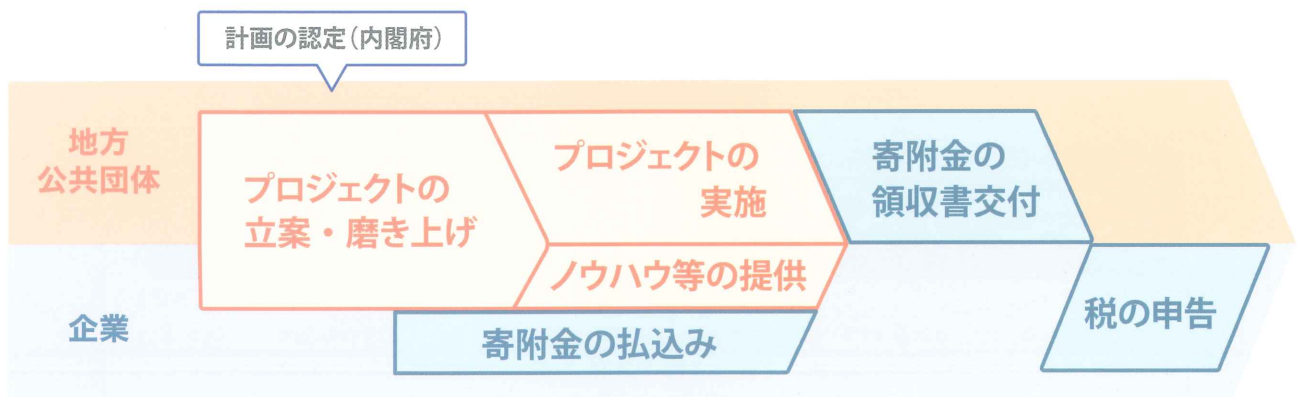 計画の認定（内閣府）
地方
公共団体
プロジェクトの
立案・磨き上げ
プロジェクトの
実施
寄附金の
領収書交付
ノウハウ等の提供
企業
寄附金の払込み
税の申告